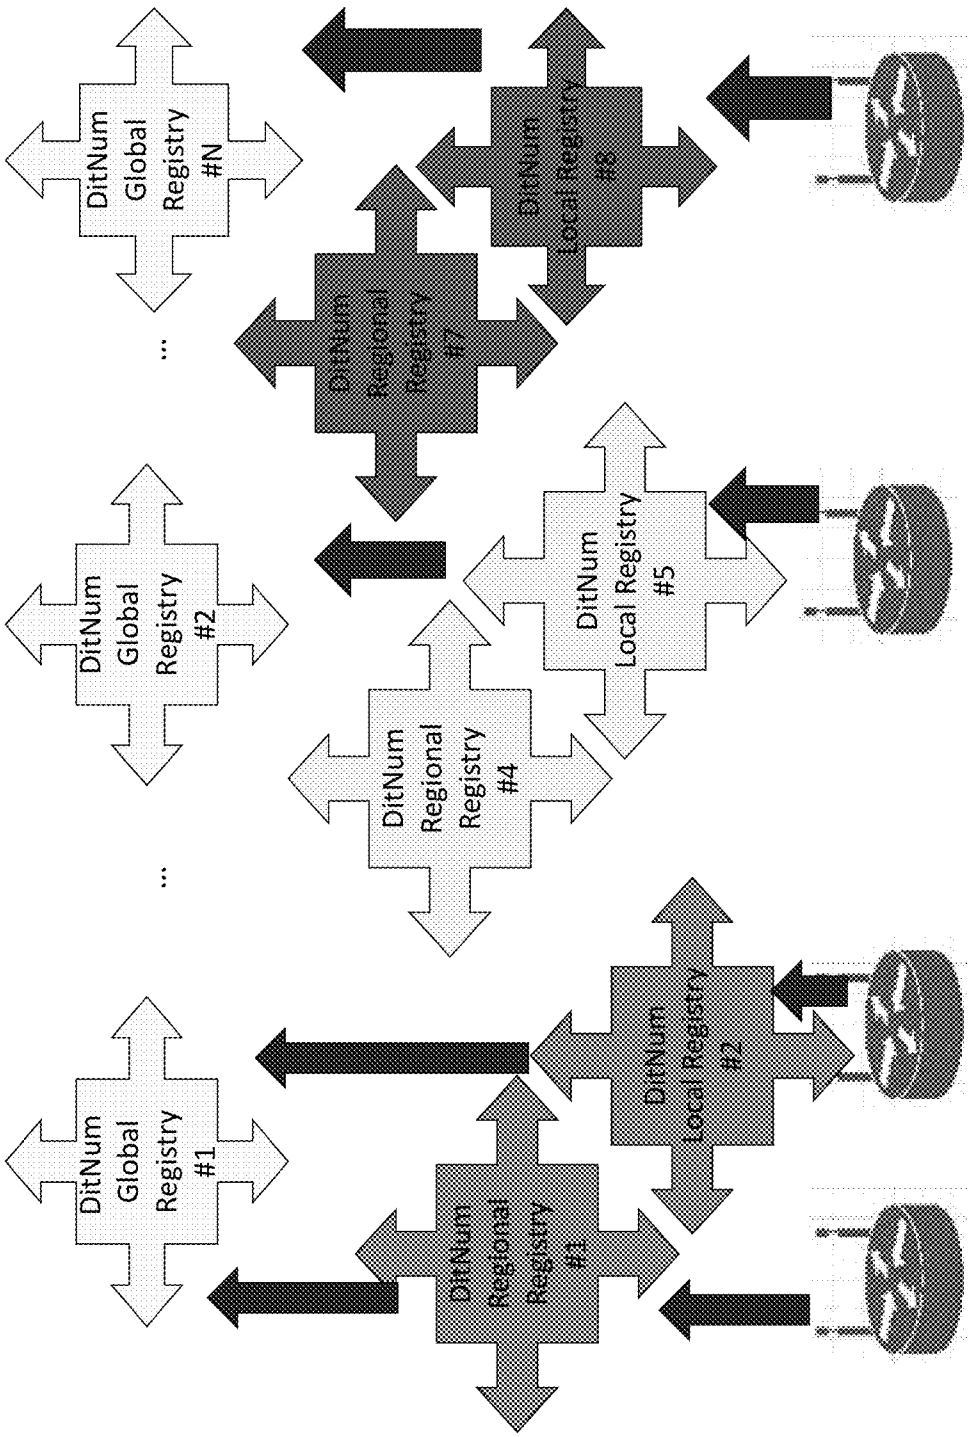 DitNum
Global
Registry
#1
...
DitNum
Global
Registry
#2
...
DitNum
Global
Registry
#N
DitNum
Regional
Registry
#1
DitNum
Local Registry
#2
DitNum
Regional
Registry
#4
DitNum
Local Registry
#5
DitNum
Regional
Registry
#7
DitNum
Local Registry
#8